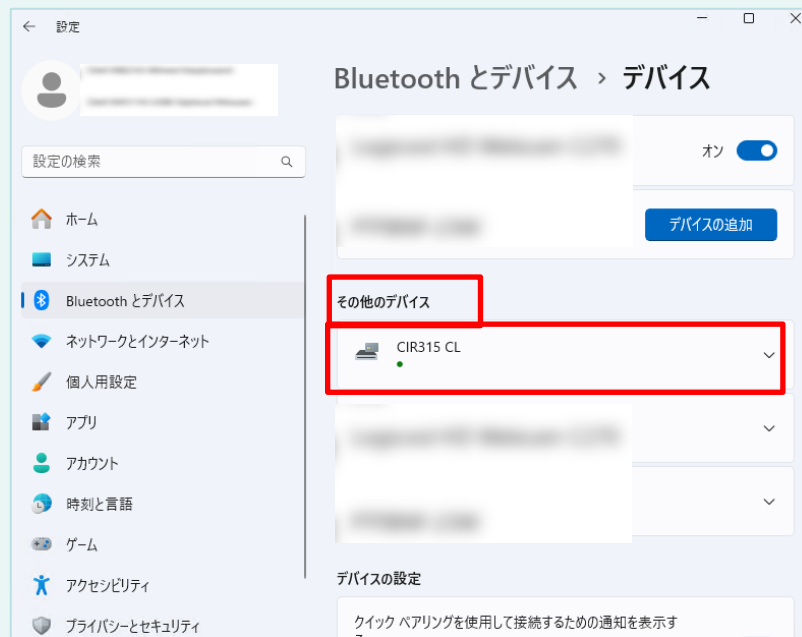 設定
Bluetooth とデバイス › デバイス
設定の検索
オン
デバイスの追加
ホーム
システム
Bluetooth とデバイス
ネットワークとインターネット
個人用設定
アプリ
アカウント
時刻と言語
ゲーム
アクセシビリティ
プライバシーとセキュリティ
その他のデバイス
CIR315 CL
デバイスの設定
クイック ペアリングを使用して接続するための通知を表示す